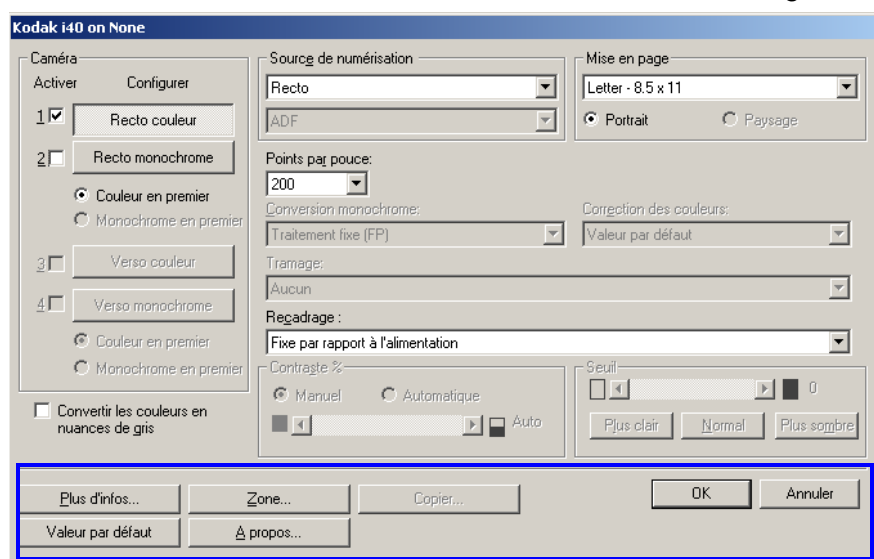 Kodak i40 on None
Caméra
Activer Configurer
1 Recto couleur
2 Recto monochrome
Couleur en premier
Monochrome en premier
3 Verso couleur
4 Verso monochrome
Couleur en premier
Monochrome en premier
Convertir les couleurs en
nuances de gris
Source de numérisation
Recto
ADF
Mise en page
Letter - 8.5 x 11
Portrait Paysage
Points par pouce:
200
Conversion monochrome:
Traitement fixe (FP)
Correction des couleurs:
Valeur par défaut
Tramage:
Aucun
Recadrage :
Fixe par rapport à l'alimentation
Contraste %
Manuel Automatique
Auto
Seuil
0
Plus clair Normal Plus sombre
Plus d'infos... Zone... Copier... OK Annuler
Valeur par défaut A propos...